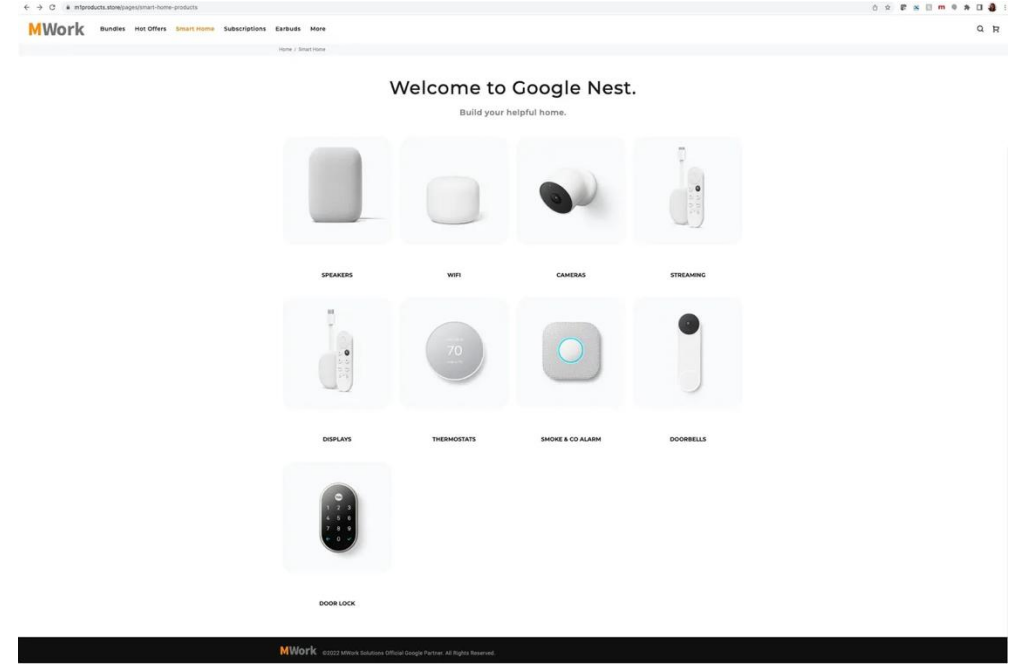 m1products.store/pages/smart-home-products
MWork
Bundles Hot Offers Smart Home Subscriptions Earbuds More
Home / Smart Home
Welcome to Google Nest.
Build your helpful home.
SPEAKERS WIFI CAMERAS STREAMING
70
DISPLAYS THERMOSTATS SMOKE & CO ALARM DOORBELLS
1 2 3
4 5 6
7 8 9
0
DOOR LOCK
MWork ©2022 MWork Solutions Official Google Partner. All Rights Reserved.